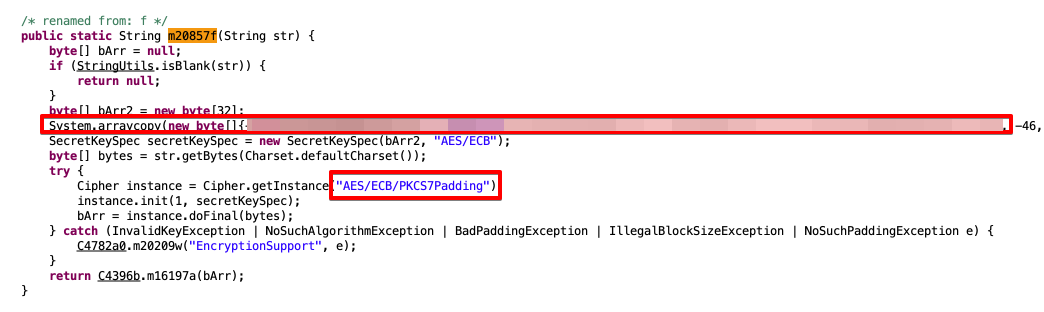 /* renamed from: f */
public static String m20857f(String str) {
byte[] bArr = null;
if (StringUtils.isBlank(str)) {
return null;
}
byte[] bArr2 = new byte[32];
System.arraycopy(new byte[]{ , -46,
SecretKeySpec secretKeySpec = new SecretKeySpec(bArr2, "AES/ECB");
byte[] bytes = str.getBytes(Charset.defaultCharset());
try {
Cipher instance = Cipher.getInstance("AES/ECB/PKCS7Padding")
instance.init(1, secretKeySpec);
bArr = instance.doFinal(bytes);
} catch (InvalidKeyException | NoSuchAlgorithmException | BadPaddingException | IllegalBlockSizeException | NoSuchPaddingException e) {
C4782a0.m20209w("EncryptionSupport", e);
}
return C4396b.m16197a(bArr);
}